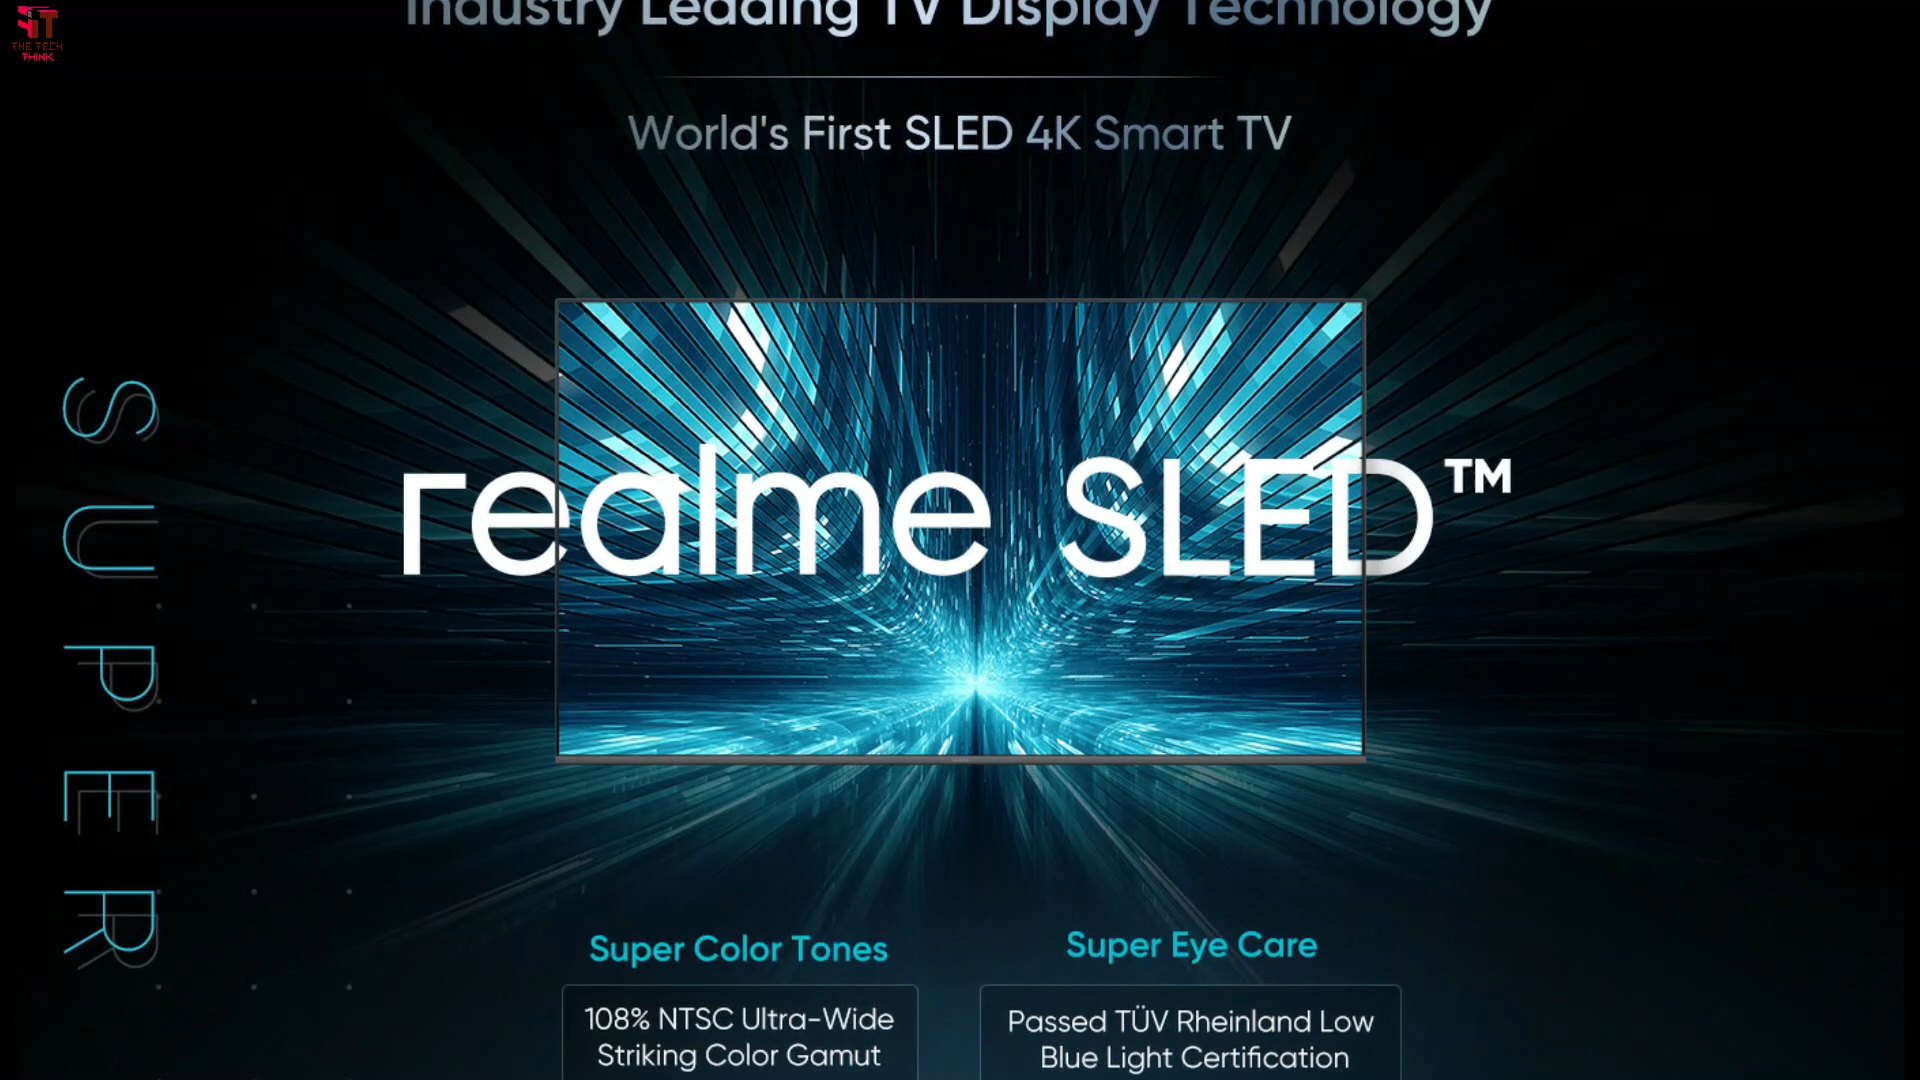 THE TECH
THINK
Industry Leading TV Display Technology
World's First SLED 4K Smart TV
SUPER
realme SLED™
Super Color Tones
108% NTSC Ultra-Wide
Striking Color Gamut
Super Eye Care
Passed TÜV Rheinland Low
Blue Light Certification